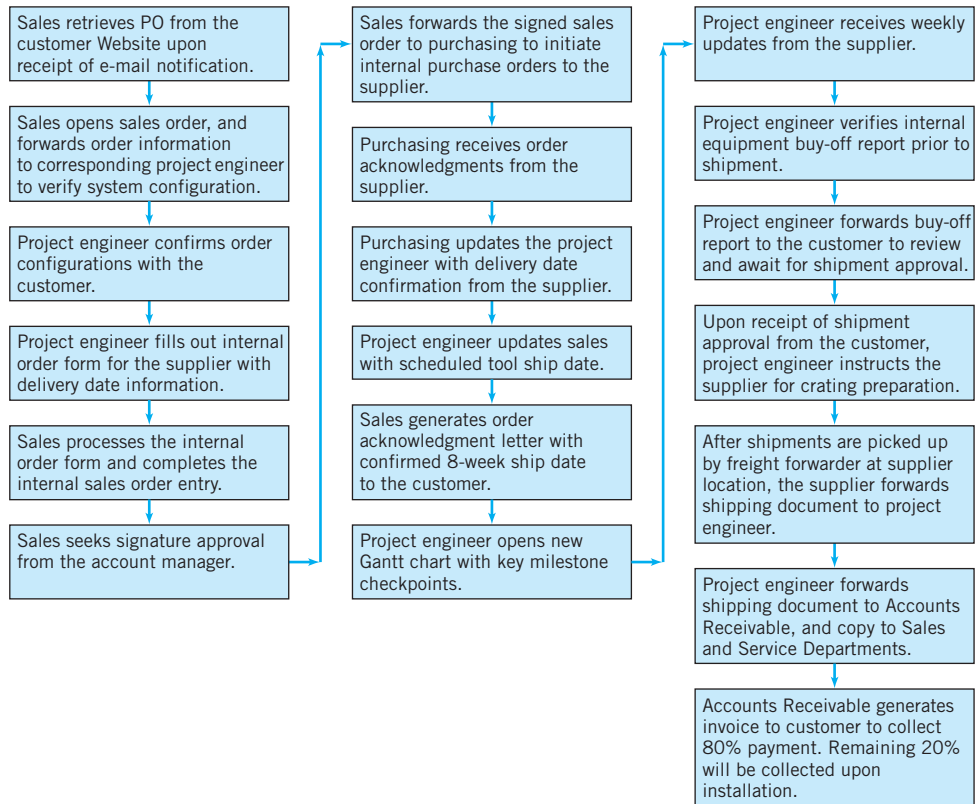 Sales retrieves PO from the
customer Website upon
receipt of e-mail notification.
Sales opens sales order, and
forwards order information
to corresponding project engineer
to verify system configuration.
Project engineer confirms order
configurations with the
customer.
Project engineer fills out internal
order form for the supplier with
delivery date information.
Sales processes the internal
order form and completes the
internal sales order entry.
Sales seeks signature approval
from the account manager.
Sales forwards the signed sales
order to purchasing to initiate
internal purchase orders to the
supplier.
Purchasing receives order
acknowledgments from the
supplier.
Purchasing updates the project
engineer with delivery date
confirmation from the supplier.
Project engineer updates sales
with scheduled tool ship date.
Sales generates order
acknowledgment letter with
confirmed 8-week ship date
to the customer.
Project engineer opens new
Gantt chart with key milestone
checkpoints.
Project engineer receives weekly
updates from the supplier.
Project engineer verifies internal
equipment buy-off report prior to
shipment.
Project engineer forwards buy-off
report to the customer to review
and await for shipment approval.
Upon receipt of shipment
approval from the customer,
project engineer instructs the
supplier for crating preparation.
After shipments are picked up
by freight forwarder at supplier
location, the supplier forwards
shipping document to project
engineer.
Project engineer forwards
shipping document to Accounts
Receivable, and copy to Sales
and Service Departments.
Accounts Receivable generates
invoice to customer to collect
80% payment. Remaining 20%
will be collected upon
installation.